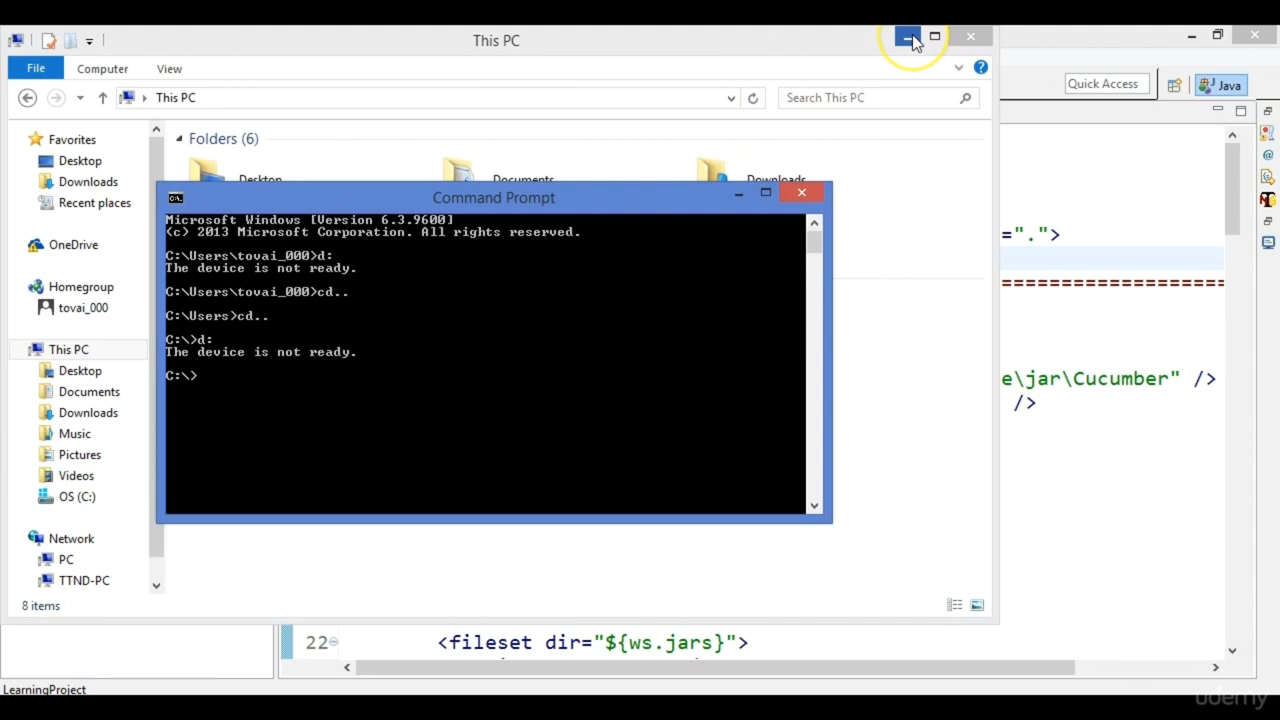 This PC
File Computer View
This PC
Search This PC
Quick Access
Java
Favorites
Desktop
Downloads
Recent places
OneDrive
Homegroup
tovai_000
This PC
Desktop
Documents
Downloads
Music
Pictures
Videos
OS (C:)
Network
PC
TTND-PC
8 items
Folders (6)
Desktop
Documents
Downloads
Command Prompt
Microsoft Windows [Version 6.3.9600]
(c) 2013 Microsoft Corporation. All rights reserved.
C:\Users\tovai_000>d:
The device is not ready.
C:\Users\tovai_000>cd..
C:\Users>cd..
C:\>d:
The device is not ready.
C:\>
=".">
=====================
e\jar\Cucumber" />
/>
22
<fileset dir="${ws.jars}">
LearningProject
udemy